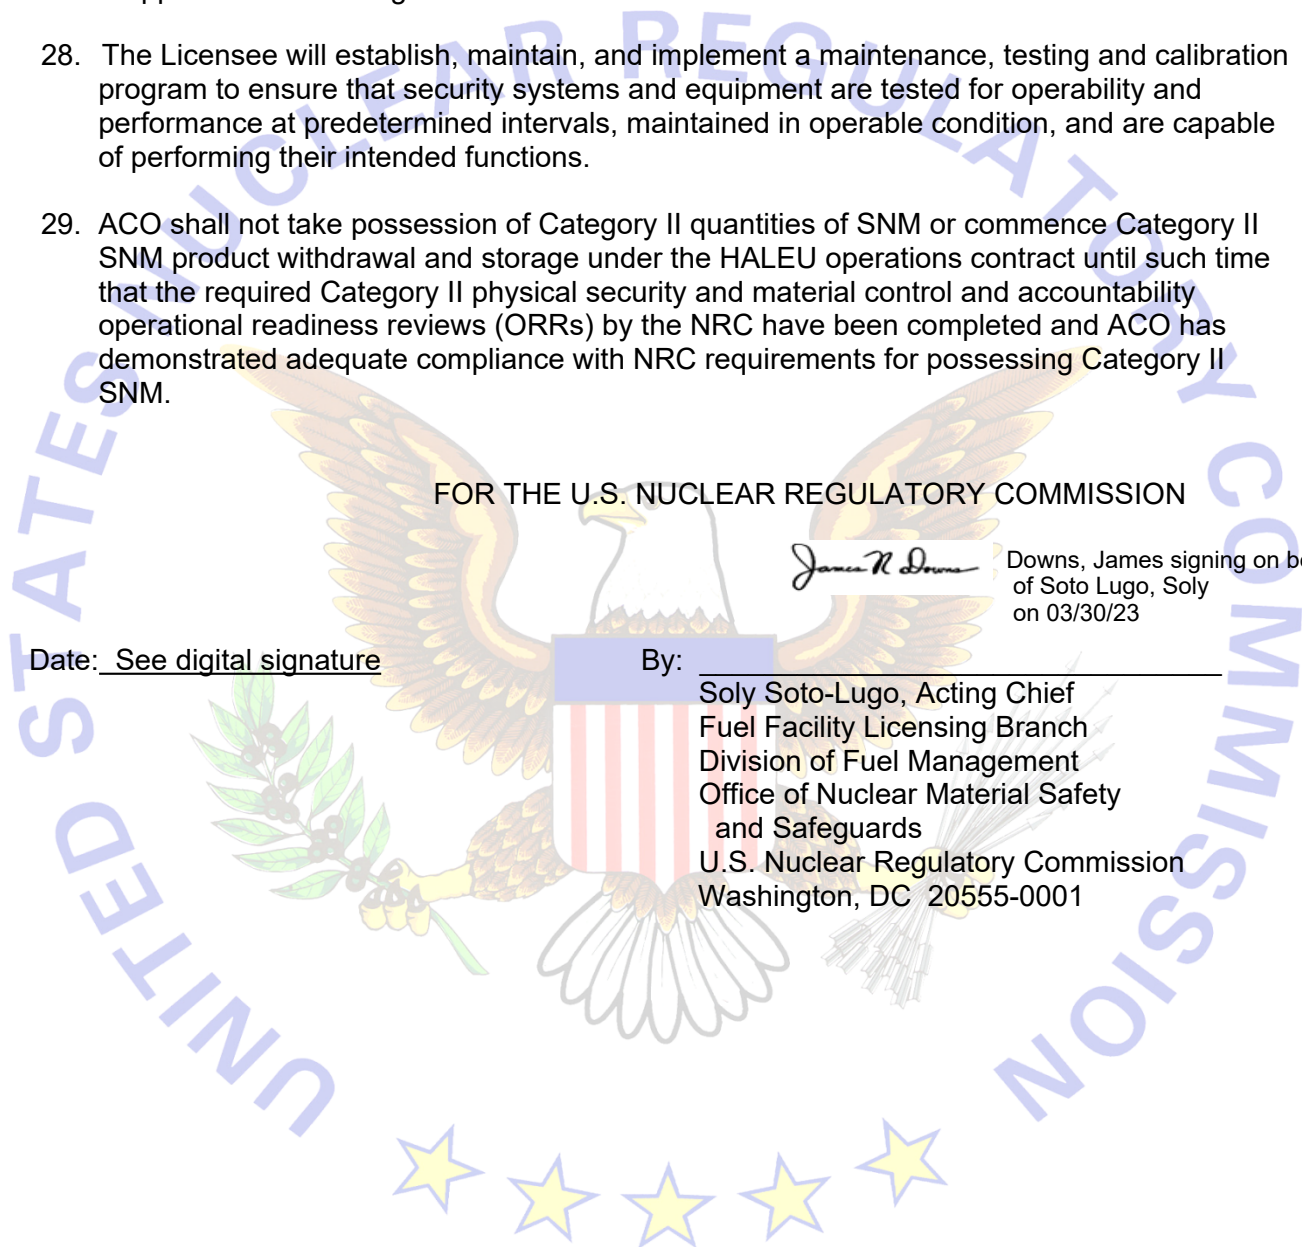 28. The Licensee will establish, maintain, and implement a maintenance, testing and calibration
program to ensure that security systems and equipment are tested for operability and
performance at predetermined intervals, maintained in operable condition, and are capable
of performing their intended functions.
29. ACO shall not take possession of Category II quantities of SNM or commence Category II
SNM product withdrawal and storage under the HALEU operations contract until such time
that the required Category II physical security and material control and accountability
operational readiness reviews (ORRs) by the NRC have been completed and ACO has
demonstrated adequate compliance with NRC requirements for possessing Category II
SNM.
FOR THE U.S. NUCLEAR REGULATORY COMMISSION
James N Downs
Downs, James signing on
of Soto Lugo, Soly
on 03/30/23
Date: See digital signature
By:
Soly Soto-Lugo, Acting Chief
Fuel Facility Licensing Branch
Division of Fuel Management
Office of Nuclear Material Safety
and Safeguards
U.S. Nuclear Regulatory Commission
Washington, DC 20555-0001
UNITED STATES NUCLEAR REGULATORY COMMISSION